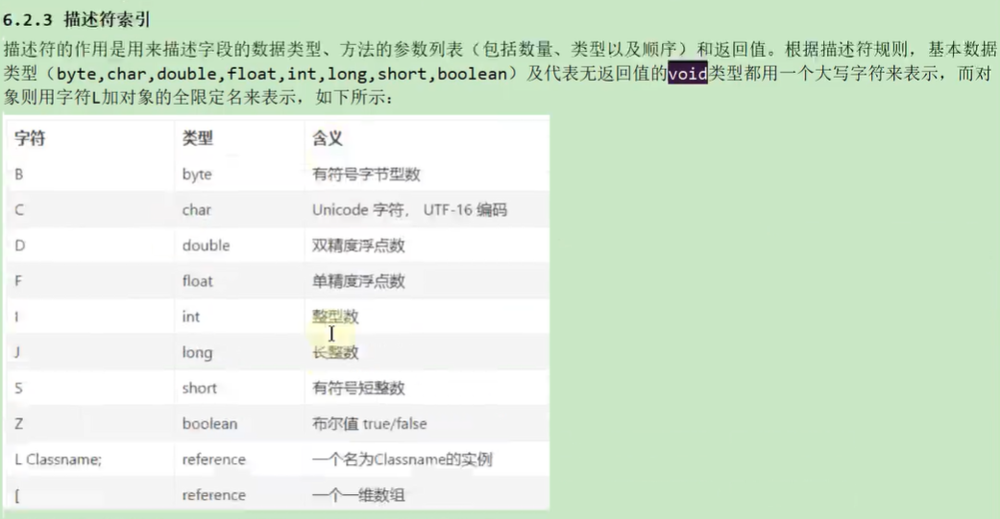 6.2.3 描述符索引
描述符的作用是用来描述字段的数据类型、方法的参数列表（包括数量、类型以及顺序）和返回值。根据描述符规则，基本数据
类型（byte,char,double,float,int,long,short,boolean）及代表无返回值的void类型都用一个大写字符来表示，而对
象则用字符L加对象的全限定名来表示，如下所示：
字符 类型 含义
B byte 有符号字节型数
C char Unicode 字符， UTF-16 编码
D double 双精度浮点数
F float 单精度浮点数
I int 整型数
J long 长整数
S short 有符号短整数
Z boolean 布尔值 true/false
L Classname; reference 一个名为Classname的实例
[ reference 一个一维数组